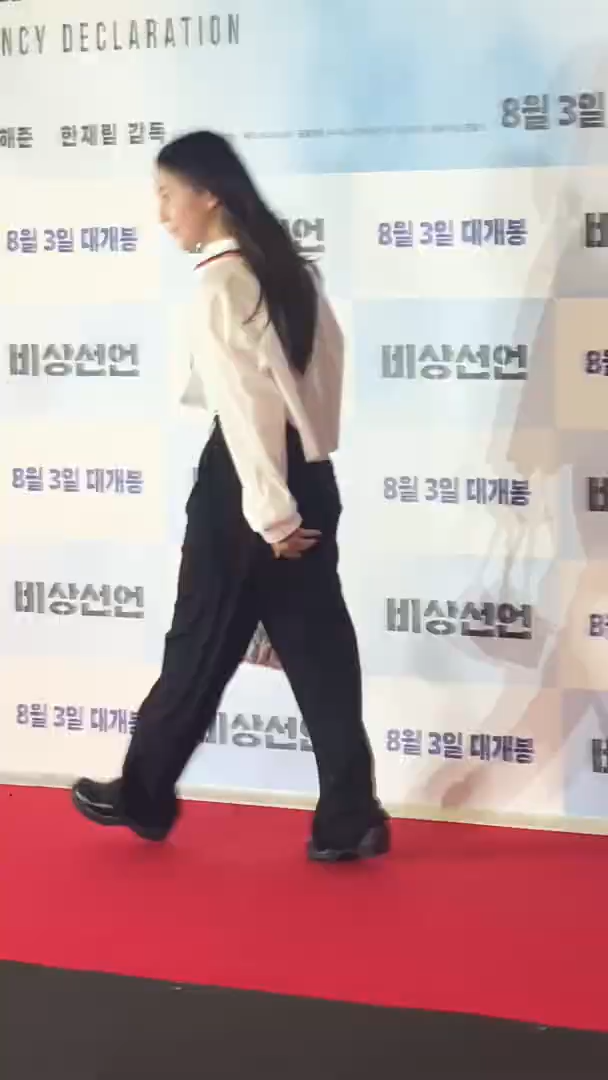 NCY DECLARATION
해준 한재림 감독
8월 3일
8월 3일 대개봉
8월 3일 대개봉
비상선언
비상선언
8월 3일 대개봉
8월 3일 대개봉
비상선언
비상선언
8월 3일 대개
비상선언
8월 3일 대개봉